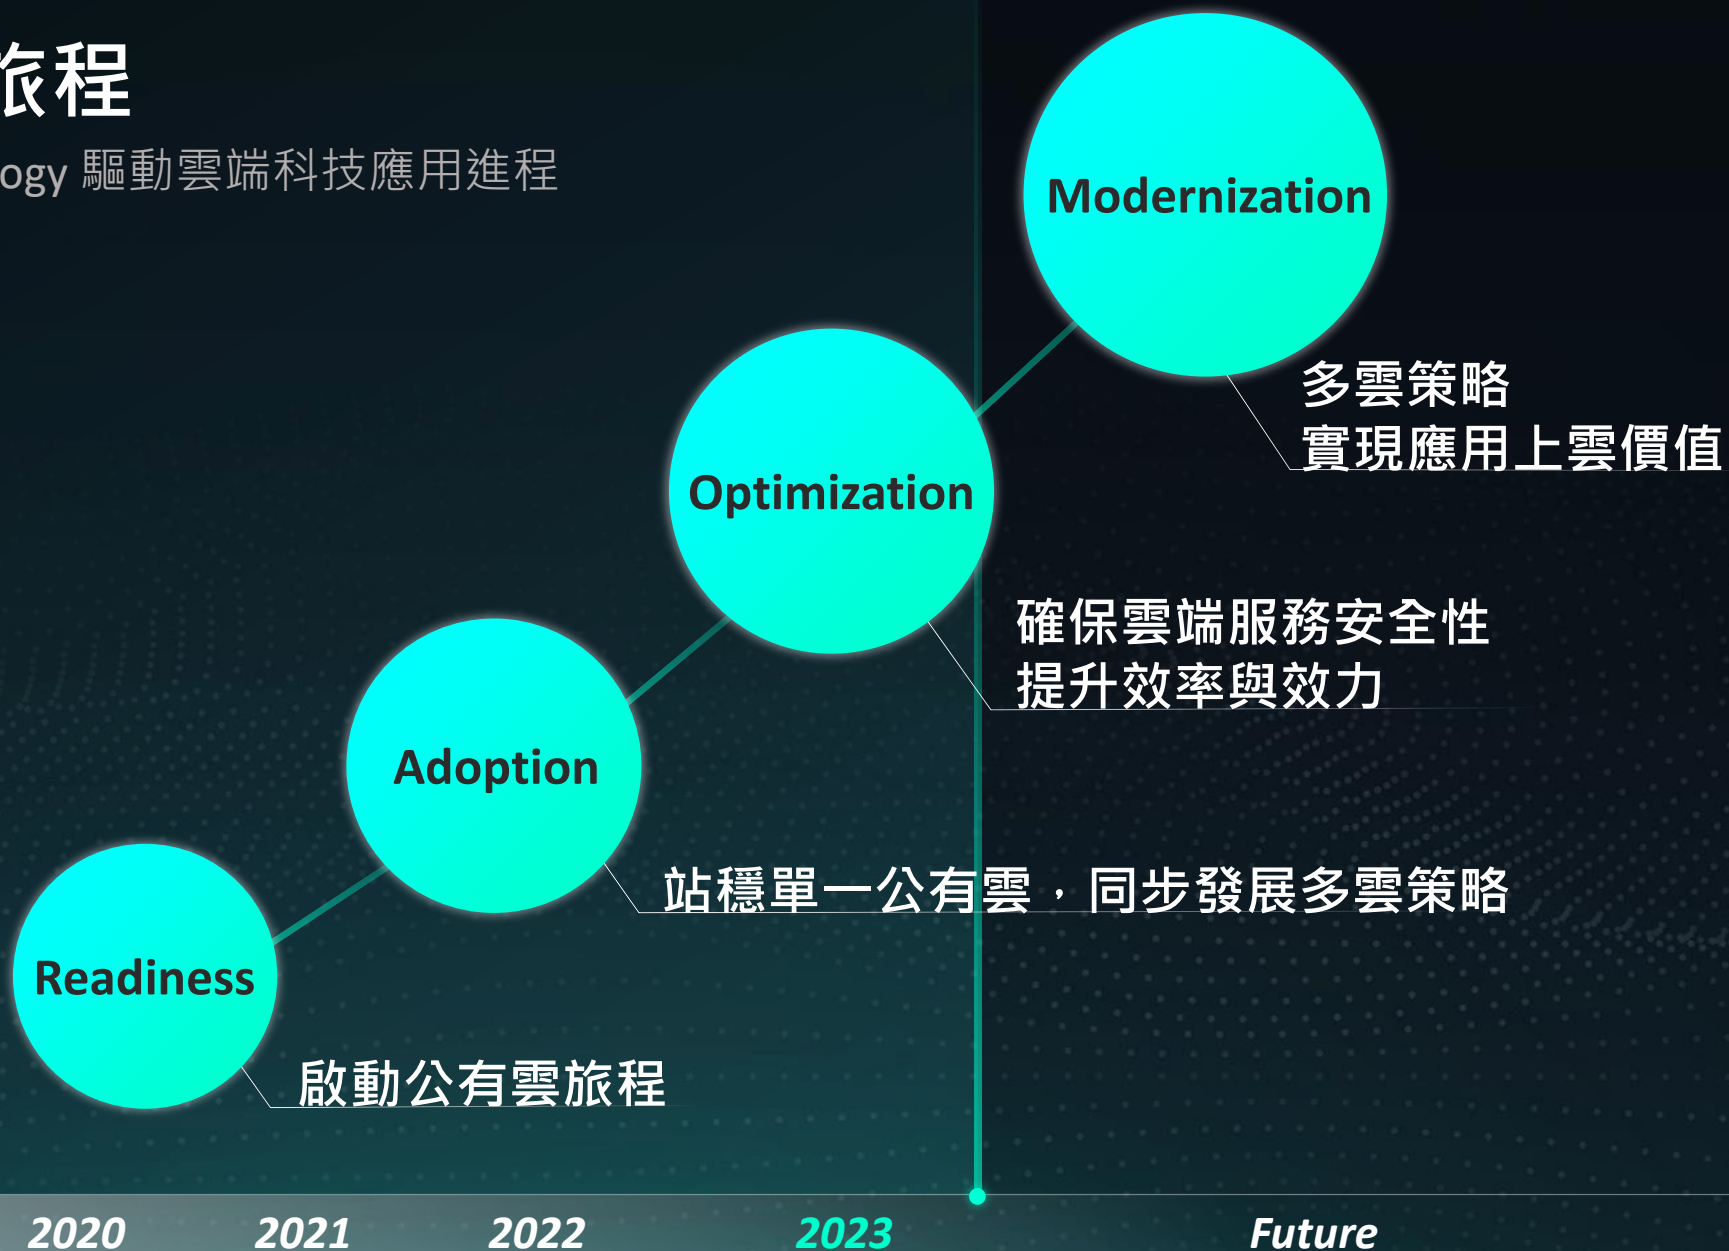 旅程
ogy 驅動雲端科技應用進程
Modernization
多雲策略
實現應用上雲價值
Optimization
確保雲端服務安全性
提升效率與效力
Adoption
站穩單一公有雲，同步發展多雲策略
Readiness
啟動公有雲旅程
2020 2021 2022 2023 Future